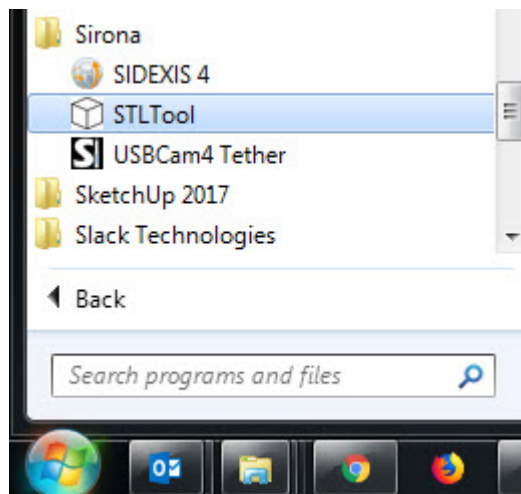 Sirona
SIDEXIS 4
STLTool
USBCam4 Tether
SketchUp 2017
Slack Technologies
Back
Search programs and files